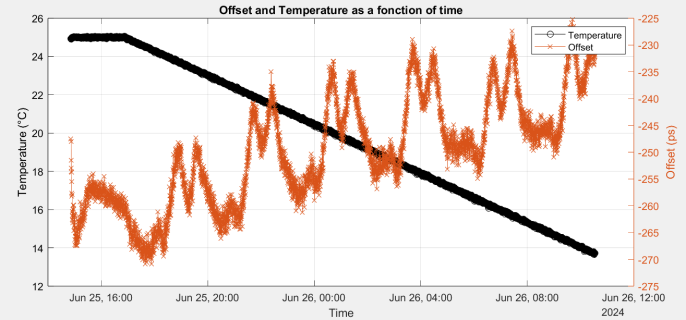 Offset and Temperature as a fonction of time
26
24
22
20
18
16
14
12
Temperature (°C)
-225
-230
-235
-240
-245
-250
-255
-260
-265
-270
-275
Offset (ps)
Temperature
Offset
Jun 25, 16:00
Jun 25, 20:00
Jun 26, 00:00
Jun 26, 04:00
Jun 26, 08:00
Jun 26, 12:00
Time
2024